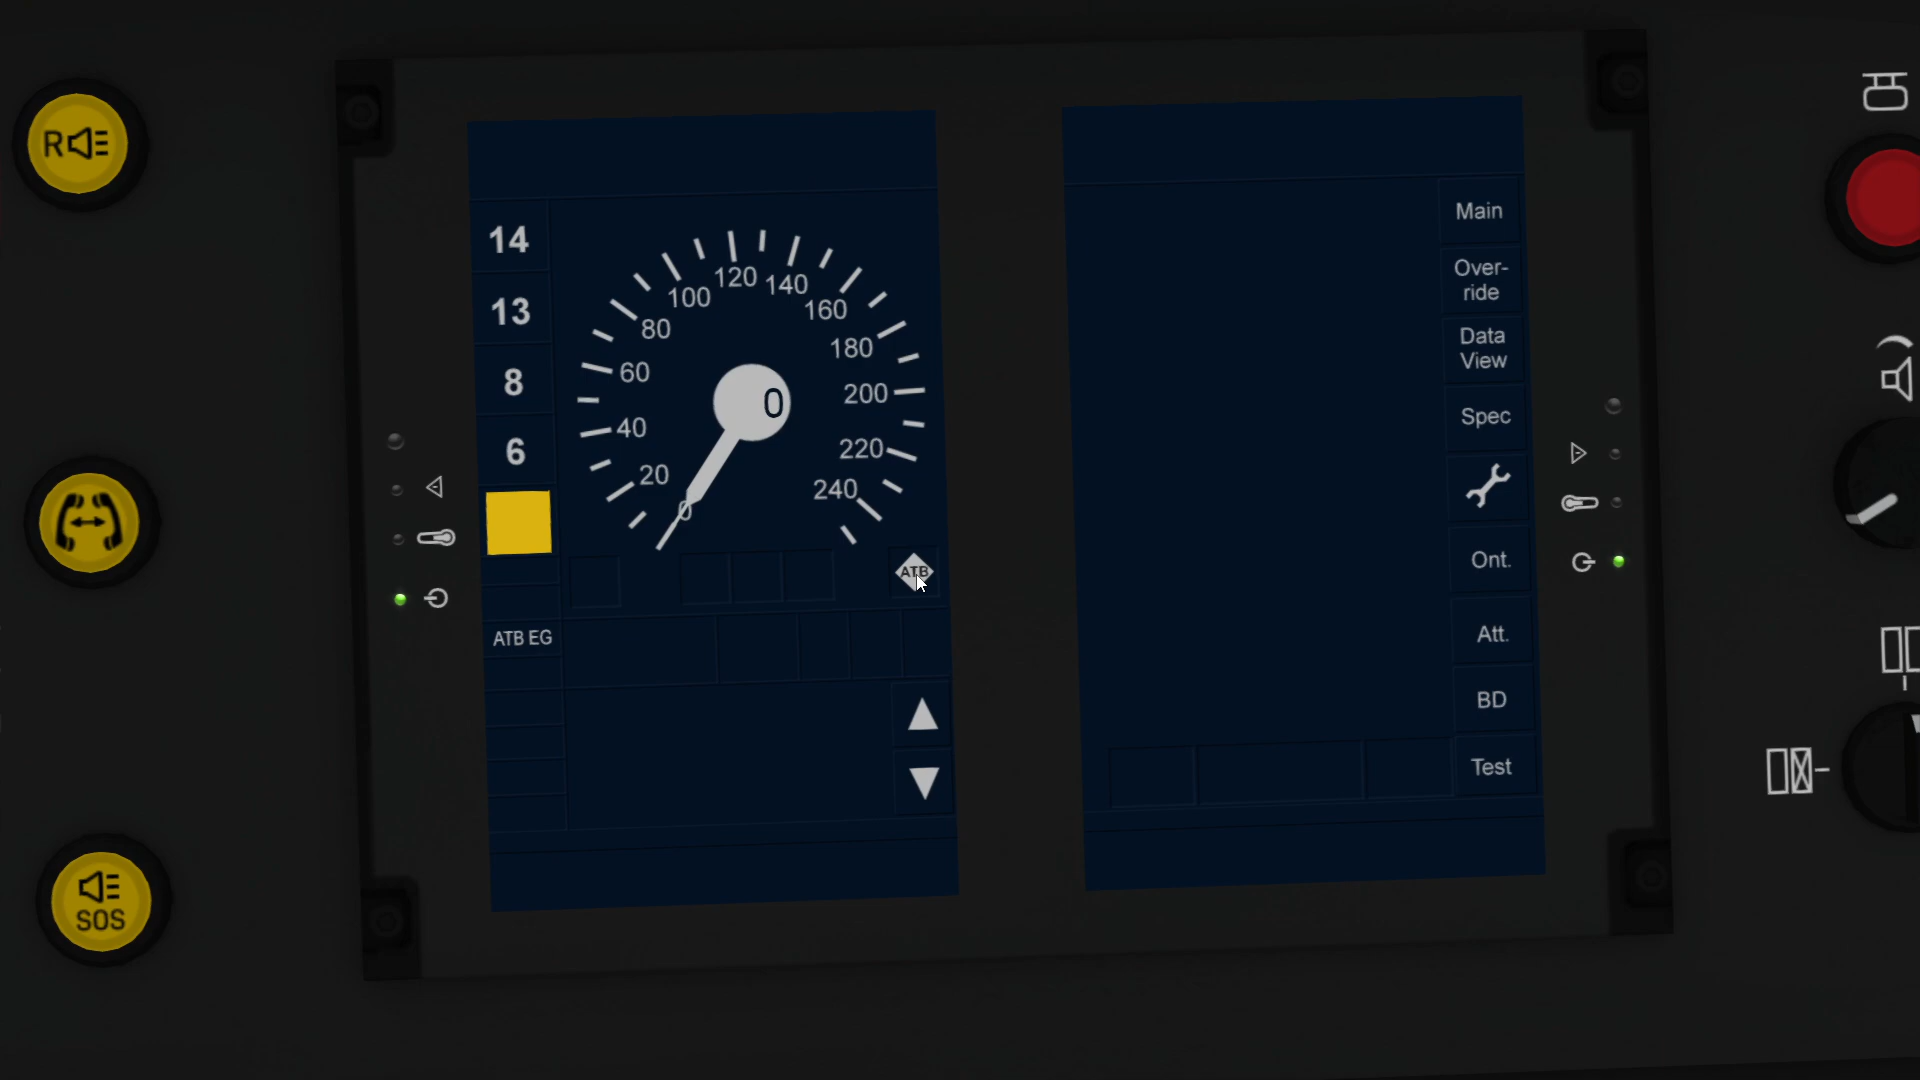 R
14
13
8
6
0
20
40
60
80
100
120
140
160
180
200
220
240
0
ATB
ATB EG
Main
Over-
ride
Data
View
Spec
Ont.
Att.
BD
Test
SOS